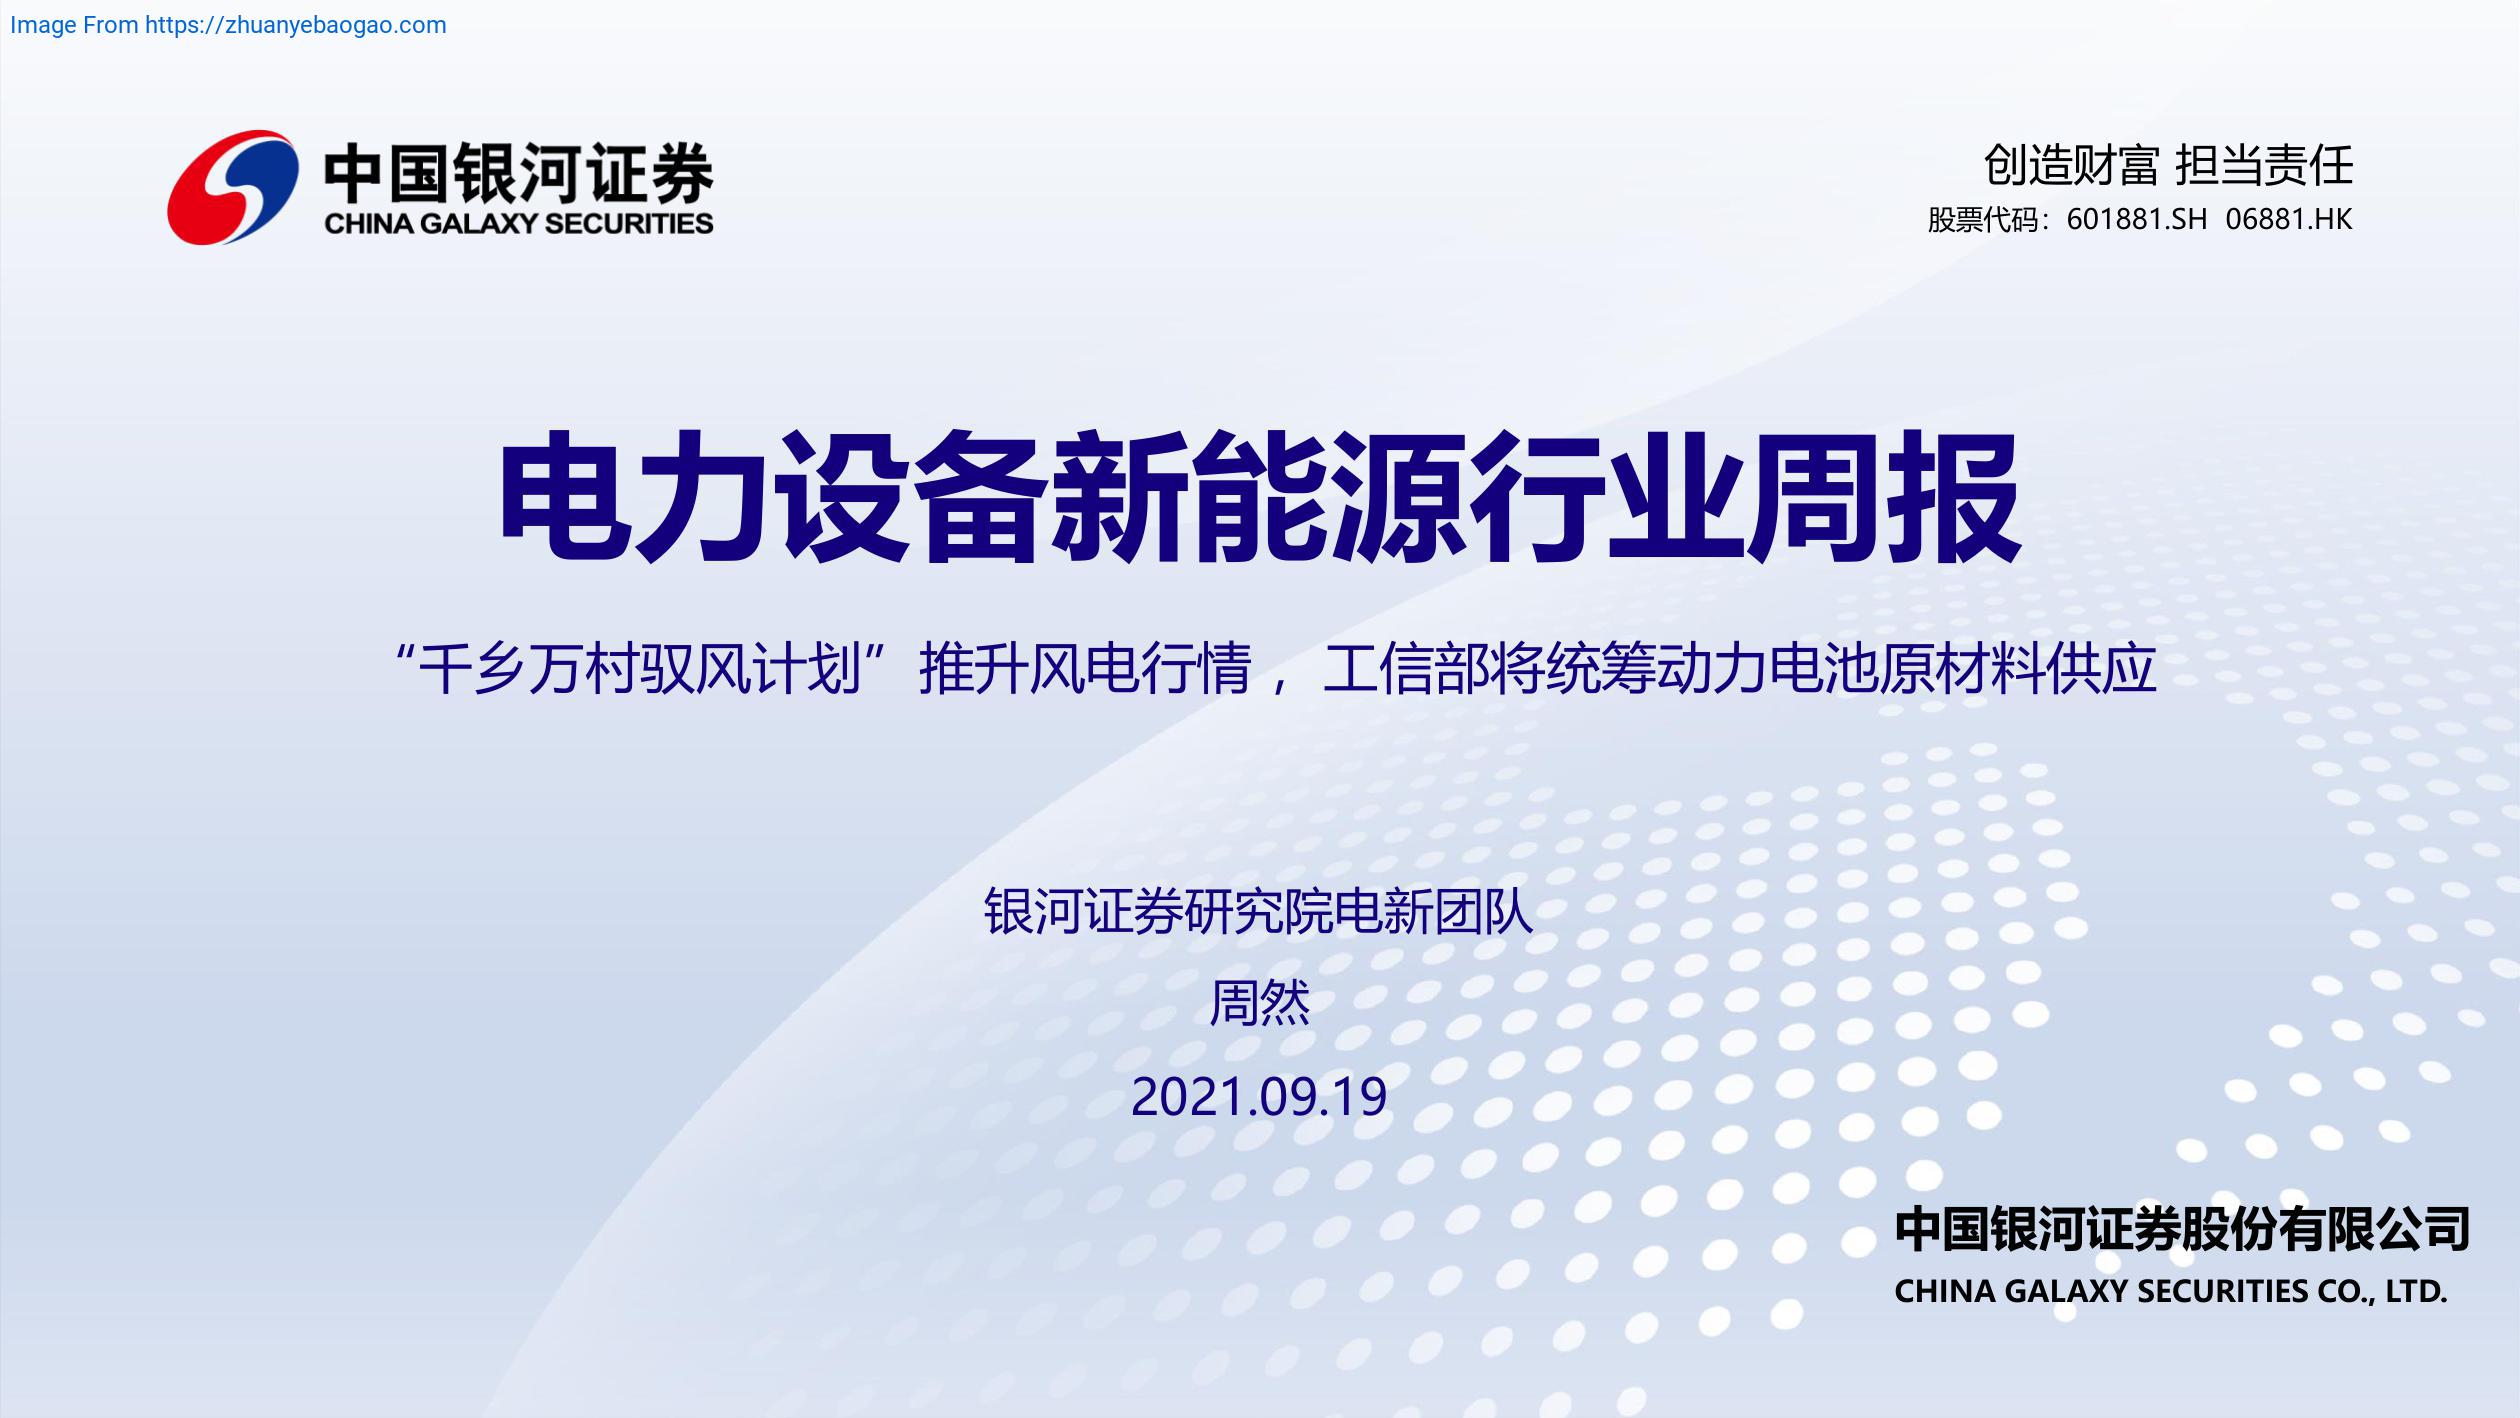 Image From https://zhuanyebaogao.com
中国银河证券
CHINA GALAXY SECURITIES
创造财富 担当责任
股票代码：601881.SH 06881.HK
电力设备新能源行业周报
“千乡万村驭风计划”推升风电行情，工信部将统筹动力电池原材料供应
银河证券研究院电新团队
周然
2021.09.19
中国银河证券股份有限公司
CHINA GALAXY SECURITIES CO., LTD.